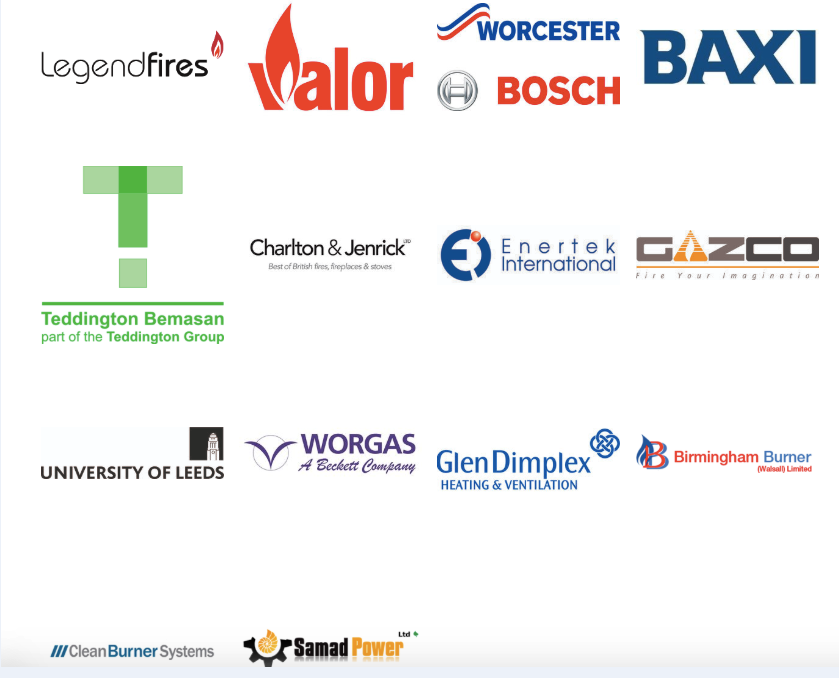 Legendfires
Valor
WORCESTER
BOSCH
BAXI
T
Teddington Bemasan
part of the Teddington Group
Charlton & Jenrick LTD
Best of British fires, fireplaces & stoves
Enertek
International
GAZCO
Fire Your Imagination
UNIVERSITY OF LEEDS
WORGAS
A Beckett Company
GlenDimplex
HEATING & VENTILATION
B Birmingham Burner
(Walsall) Limited
CleanBurnerSystems
Samad Power Ltd